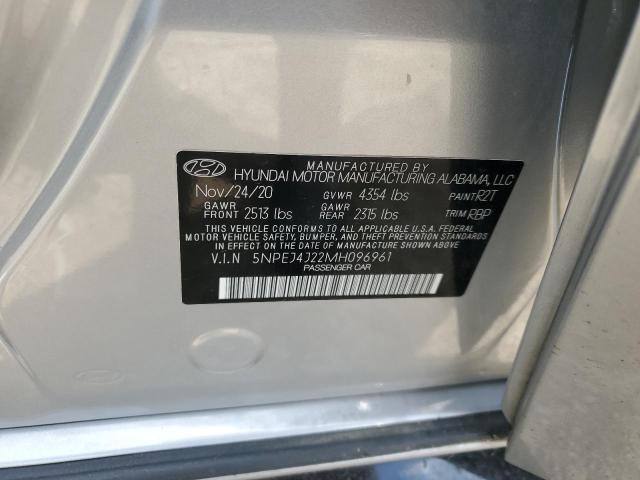 MANUFACTURED BY
HYUNDAI MOTOR MANUFACTURING ALABAMA, LLC
Nov/24/20 GVWR 4354 lbs PAINT R2T
GAWR FRONT 2513 lbs GAWR REAR 2315 lbs TRIM RBP
THIS VEHICLE CONFORMS TO ALL APPLICABLE U.S.A FEDERAL
MOTOR VEHICLE SAFETY, BUMPER, AND THEFT PREVENTION STANDARDS
IN EFFECT ON THE DATE OF MANUFACTURE SHOWN ABOVE
V.I.N 5NPEJ4J22MH096961
PASSENGER CAR